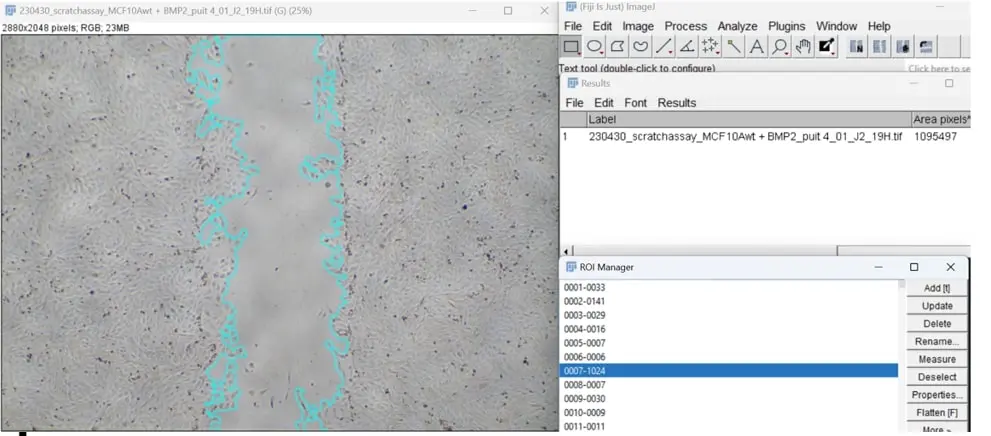 230430_scratchassay_MCF10Awt + BMP2_puit 4_01_J2_19H.tif (G) (25%)
2880x2048 pixels; RGB; 23MB
(Fiji Is Just) ImageJ
File Edit Image Process Analyze Plugins Window Help
Text tool (double-click to configure)
Click here to se
Results
File Edit Font Results
Label Area pixels^
1 230430_scratchassay_MCF10Awt + BMP2_puit 4_01_J2_19H.tif 1095497
ROI Manager
0001-0033
0002-0141
0003-0029
0004-0016
0005-0007
0006-0006
0007-1024
0008-0007
0009-0030
0010-0009
0011-0011
Add [t]
Update
Delete
Rename...
Measure
Deselect
Properties...
Flatten [F]
More »